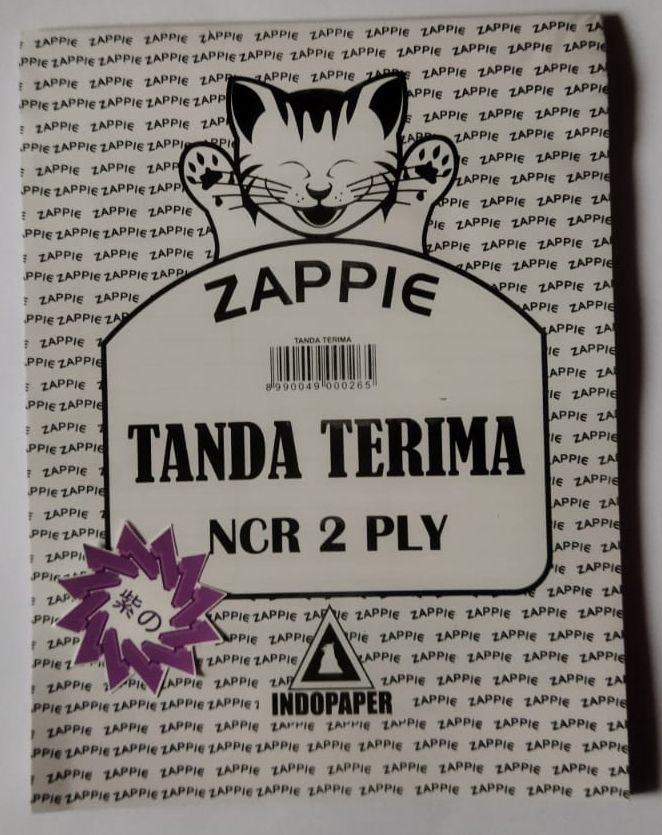 ZAPPIE
TANDA TERIMA
8 990049 000265
TANDA TERIMA
NCR 2 PLY
紫の
INDOPAPER